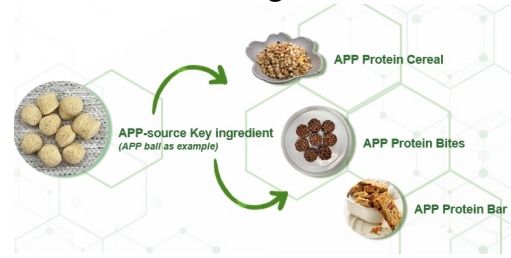 APP Protein Cereal
APP-source Key ingredient
(APP ball as example)
APP Protein Bites
APP Protein Bar